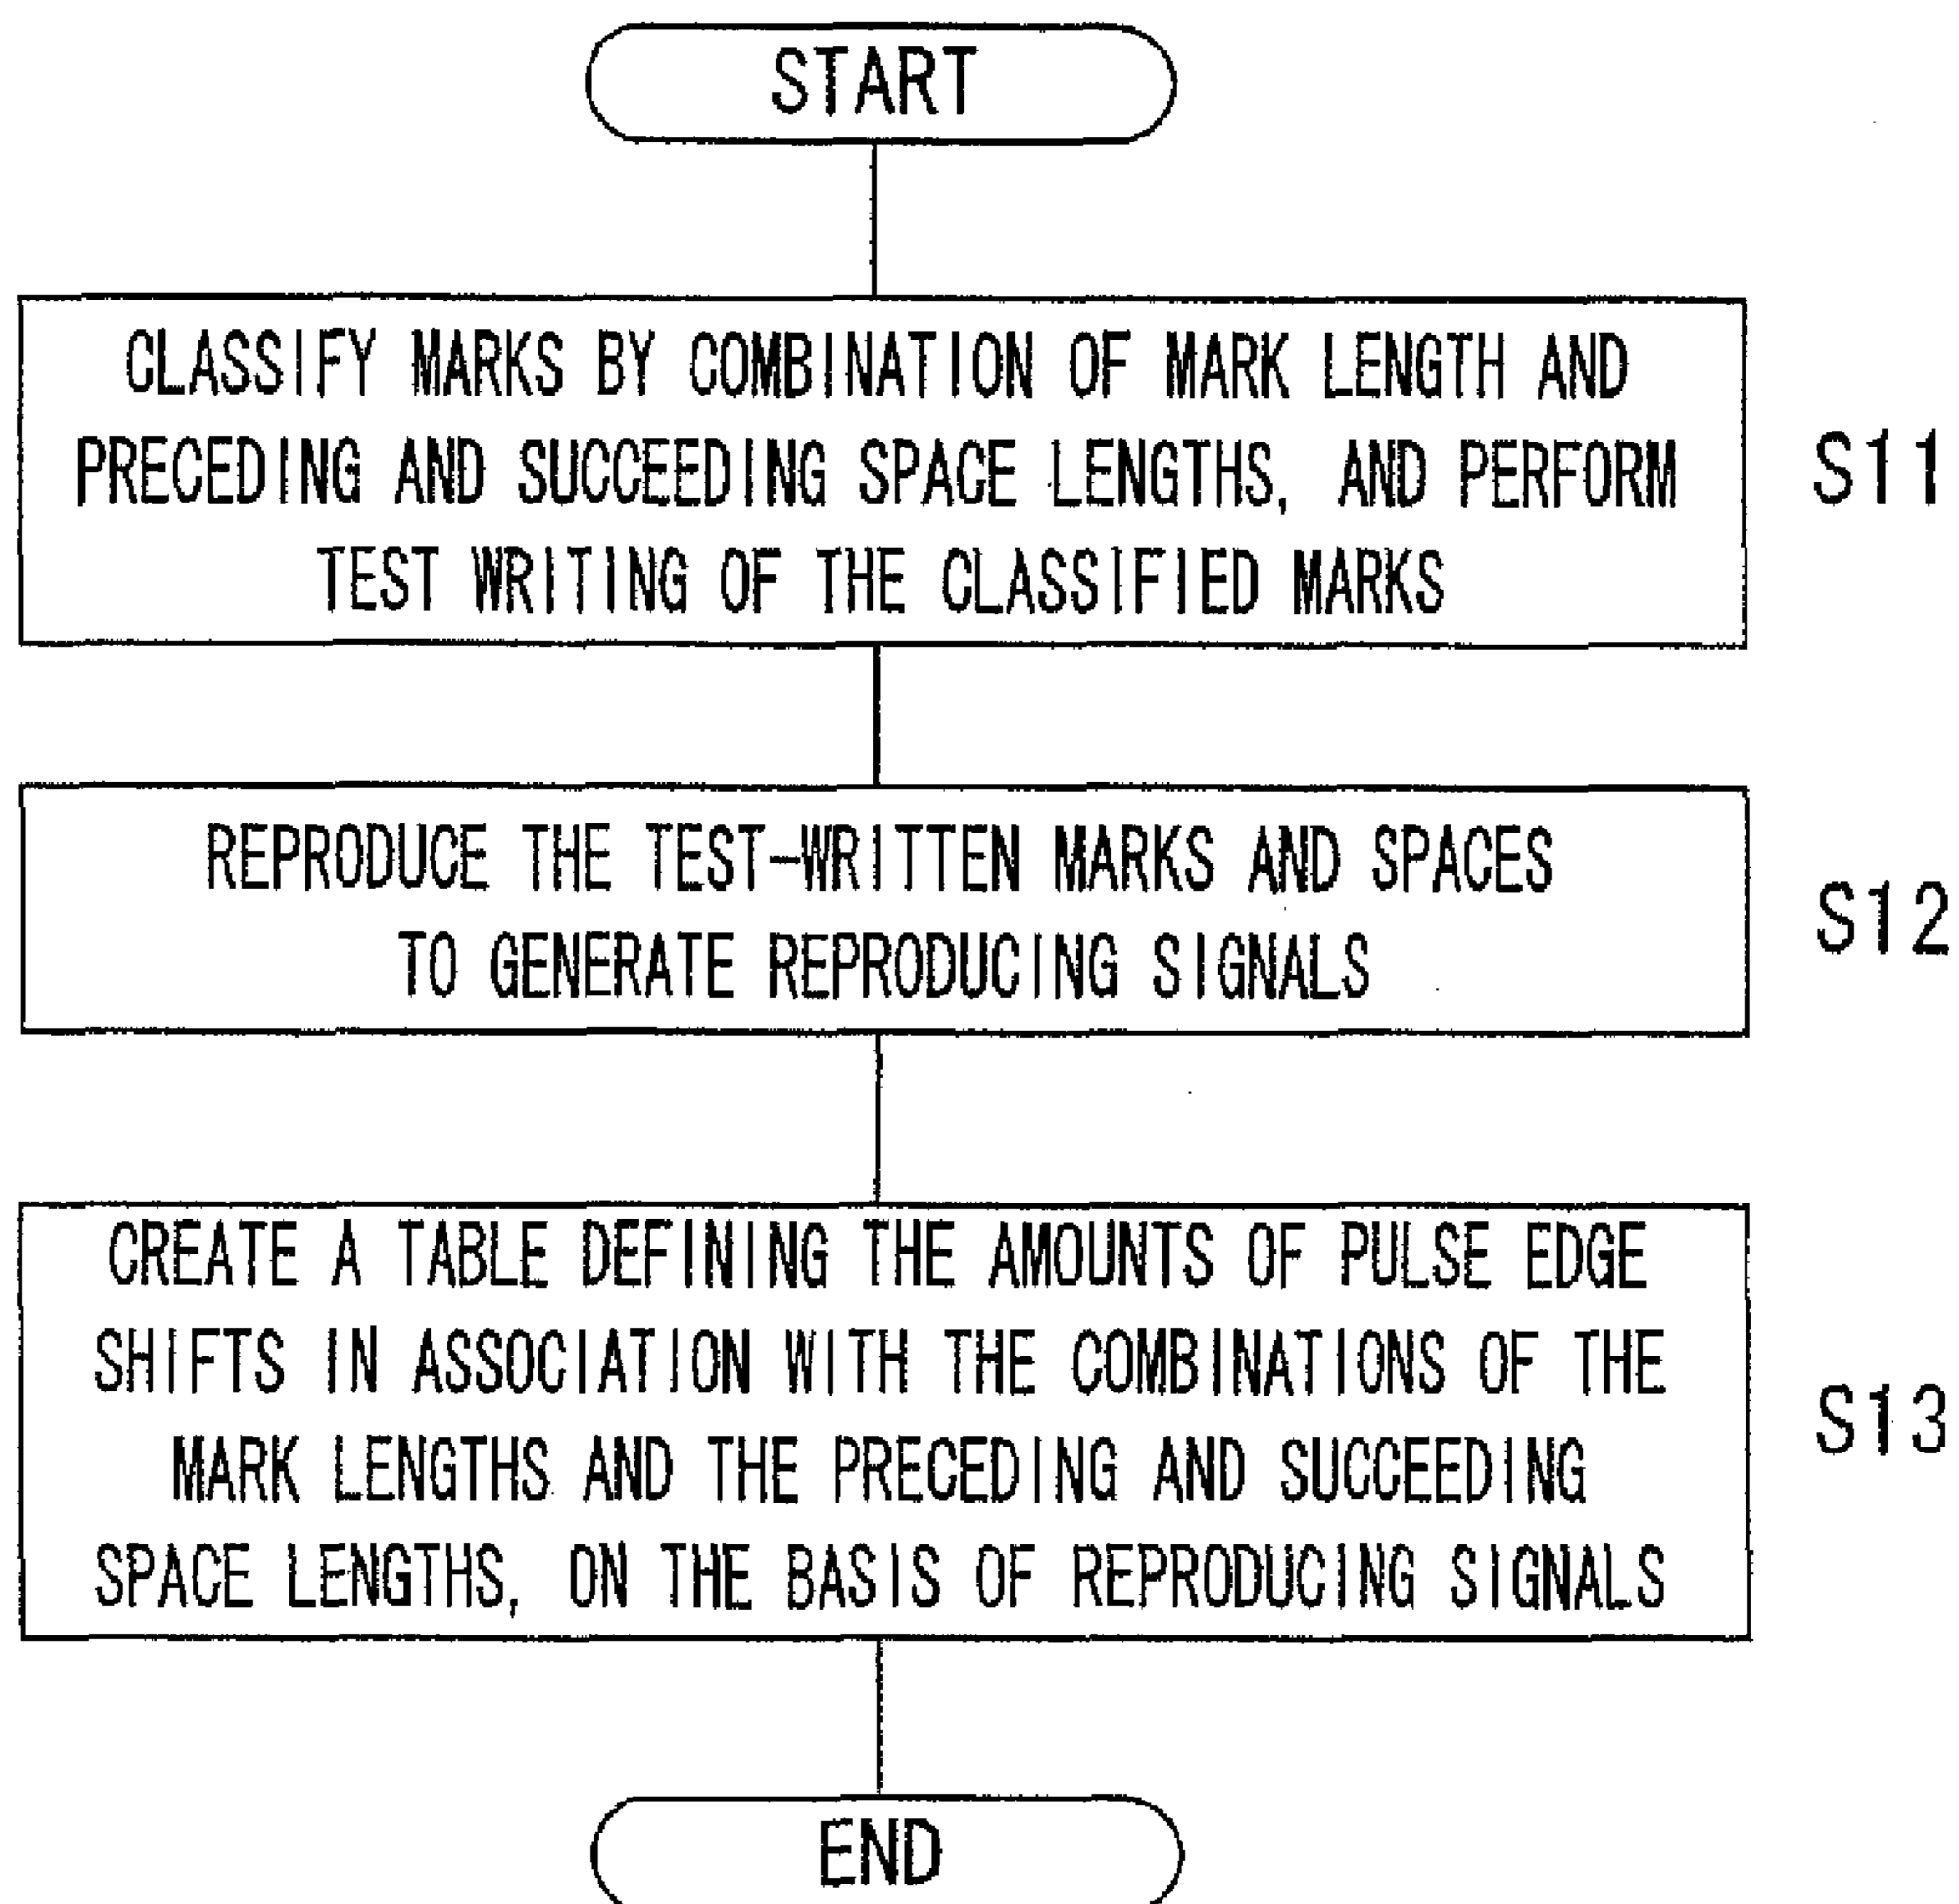 START
CLASSIFY MARKS BY COMBINATION OF MARK LENGTH AND
PRECEDING AND SUCCEEDING SPACE LENGTHS, AND PERFORM
TEST WRITING OF THE CLASSIFIED MARKS
S11
REPRODUCE THE TEST-WRITTEN MARKS AND SPACES
TO GENERATE REPRODUCING SIGNALS
S12
CREATE A TABLE DEFINING THE AMOUNTS OF PULSE EDGE
SHIFTS IN ASSOCIATION WITH THE COMBINATIONS OF THE
MARK LENGTHS AND THE PRECEDING AND SUCCEEDING
SPACE LENGTHS, ON THE BASIS OF REPRODUCING SIGNALS
S13
END